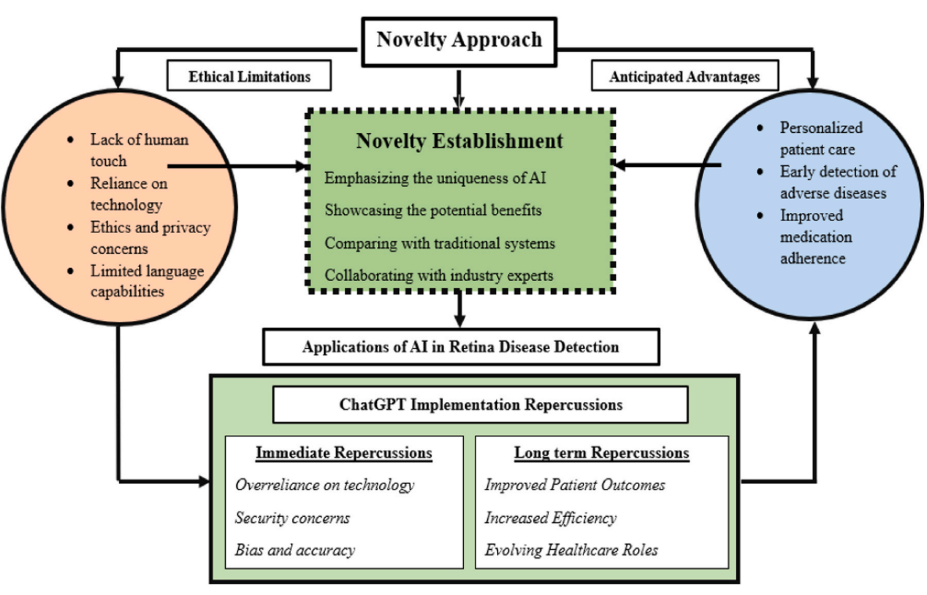 Novelty Approach
Ethical Limitations
Anticipated Advantages
Lack of human
touch
Reliance on
technology
Ethics and privacy
concerns
Limited language
capabilities
Novelty Establishment
Emphasizing the uniqueness of AI
Showcasing the potential benefits
Comparing with traditional systems
Collaborating with industry experts
Personalized
patient care
Early detection of
adverse diseases
Improved
medication
adherence
Applications of AI in Retina Disease Detection
ChatGPT Implementation Repercussions
Immediate Repercussions
Overreliance on technology
Security concerns
Bias and accuracy
Long term Repercussions
Improved Patient Outcomes
Increased Efficiency
Evolving Healthcare Roles